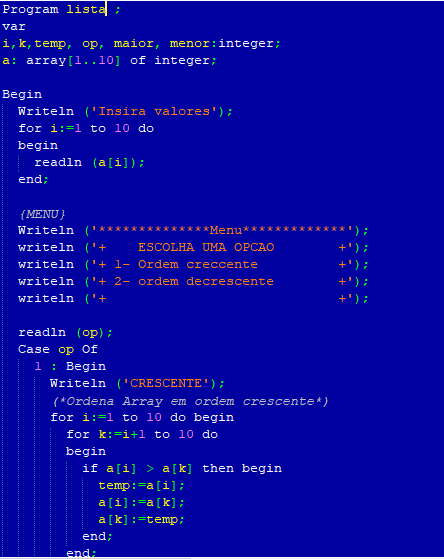 Program lista ;
var
i,k,temp, op, maior, menor:integer;
a: array[1..10] of integer;

Begin
  Writeln ('Insira valores');
  for i:=1 to 10 do
  begin
    readln (a[i]);
  end;

  {MENU}
  Writeln ('**************Menu*************');
  writeln ('+    ESCOLHA UMA OPCAO        +');
  writeln ('+ 1- Ordem creccente          +');
  writeln ('+ 2- ordem decrescente        +');
  writeln ('+                             +');

  readln (op);
  Case op Of
    1 : Begin
      Writeln ('CRESCENTE');
      (*Ordena Array em ordem crescente*)
      for i:=1 to 10 do begin
        for k:=i+1 to 10 do
        begin
          if a[i] > a[k] then begin
            temp:=a[i];
            a[i]:=a[k];
            a[k]:=temp;
          end;
        end;